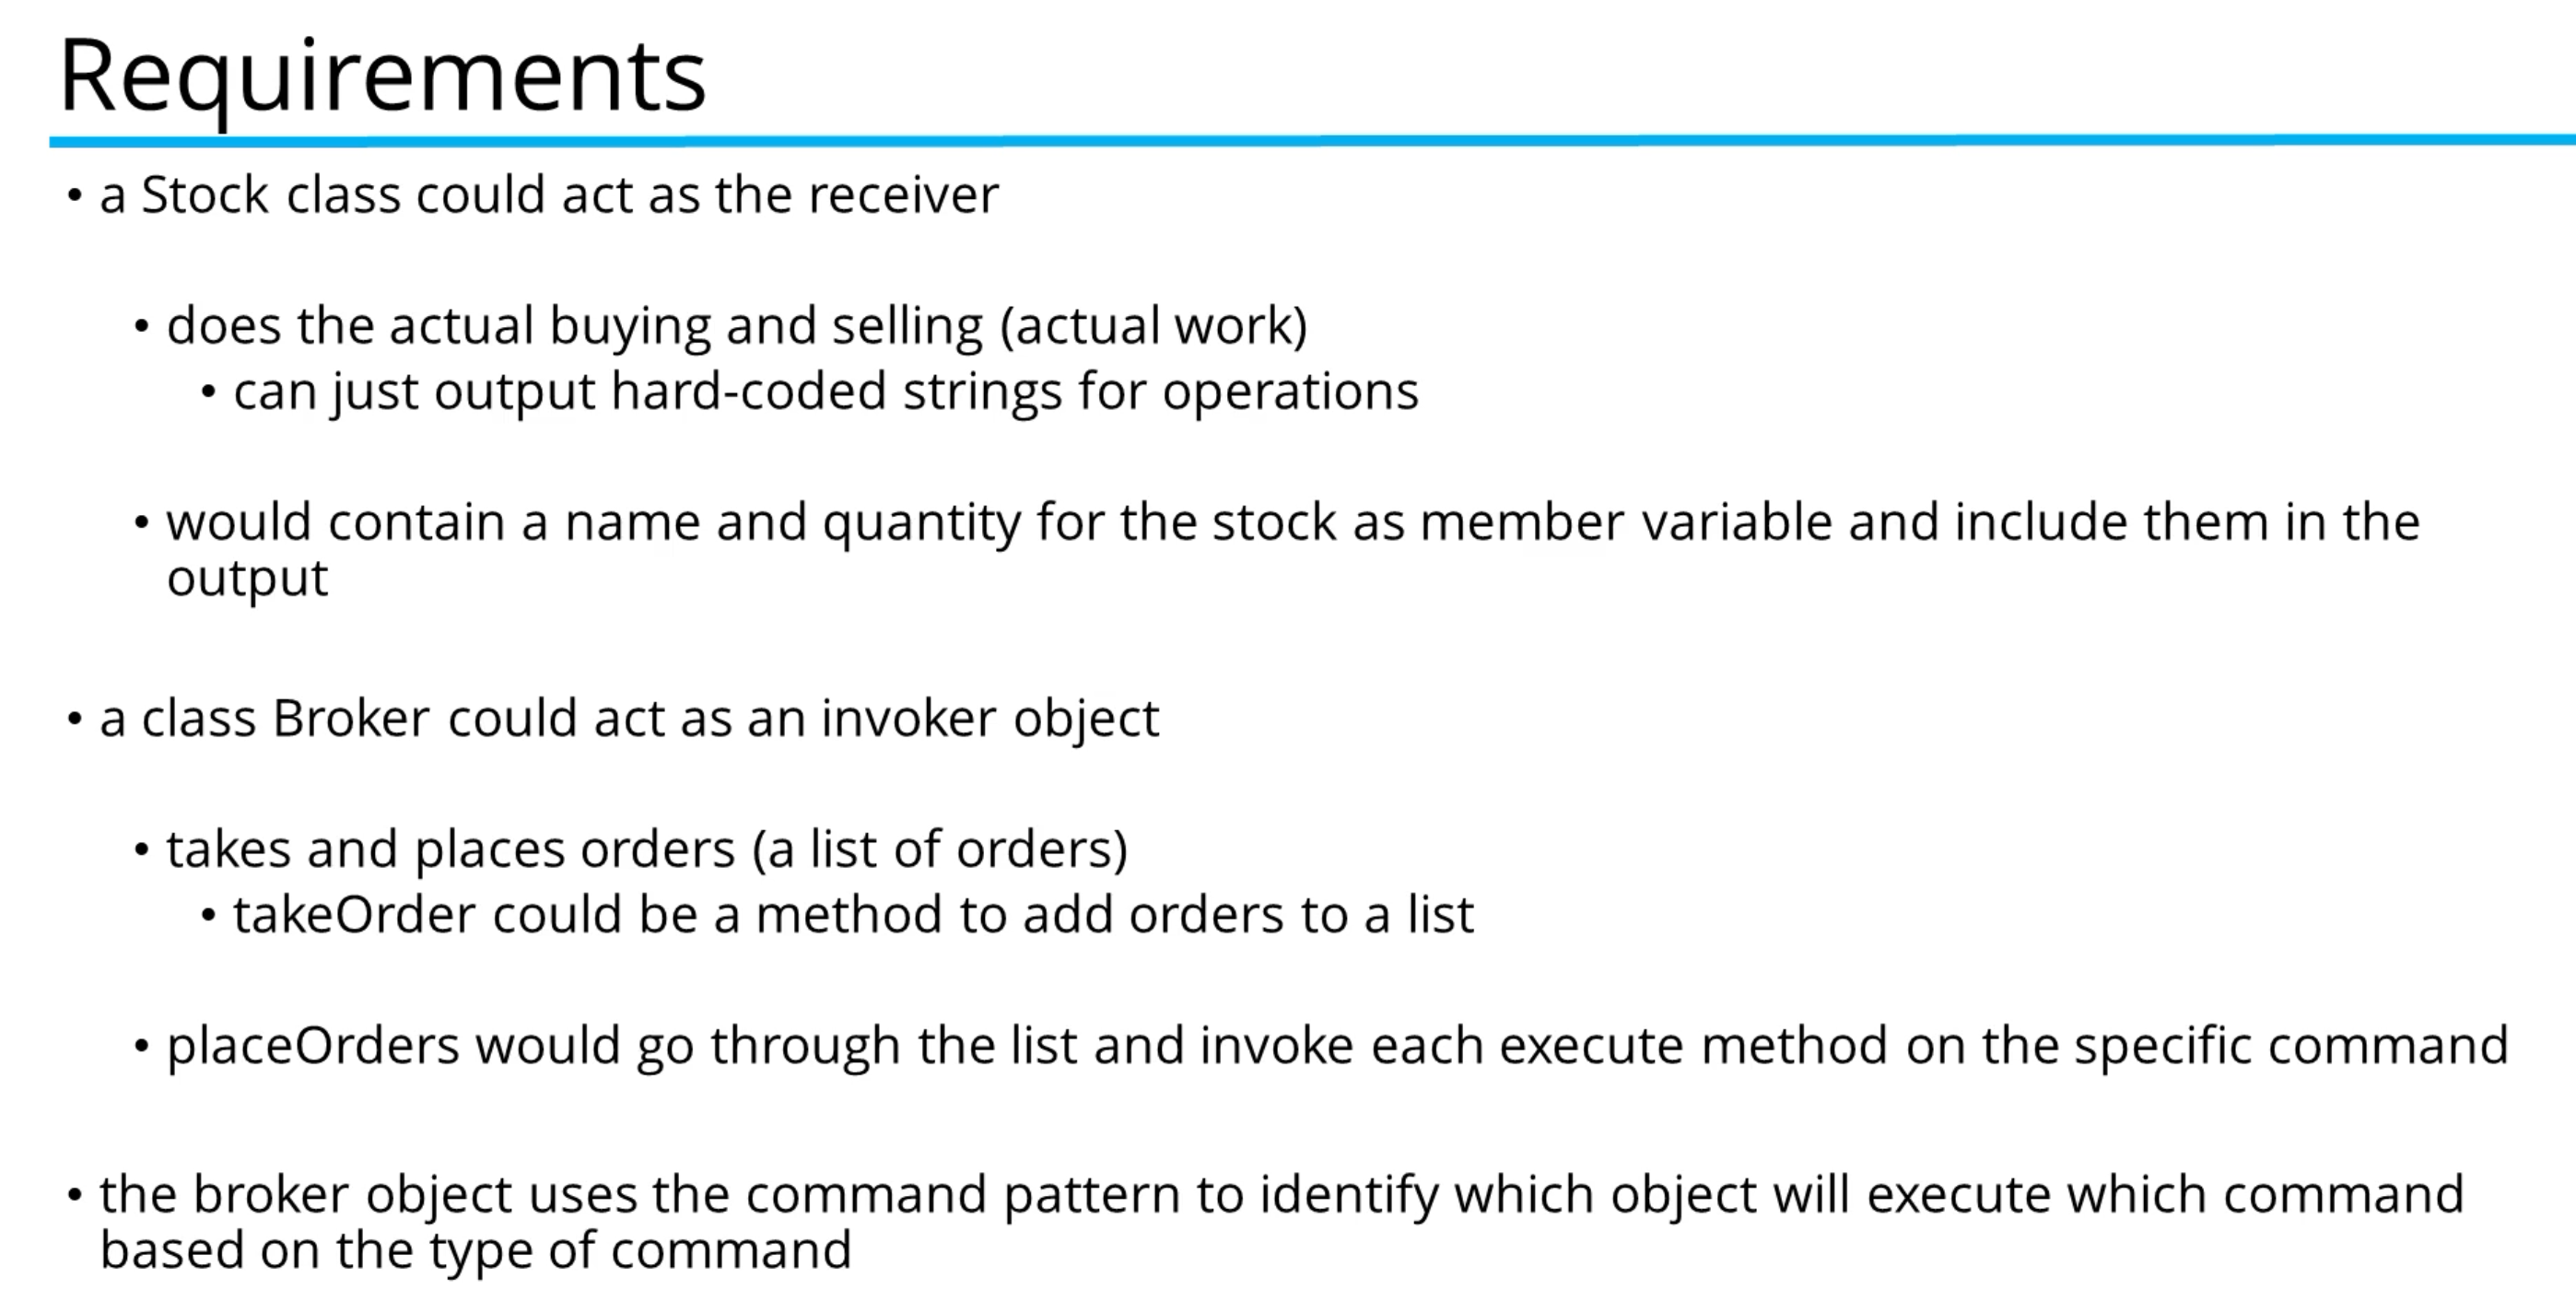 Requirements
• a Stock class could act as the receiver
• does the actual buying and selling (actual work)
• can just output hard-coded strings for operations
• would contain a name and quantity for the stock as member variable and include them in the
output
• a class Broker could act as an invoker object
• takes and places orders (a list of orders)
• takeOrder could be a method to add orders to a list
• placeOrders would go through the list and invoke each execute method on the specific command
• the broker object uses the command pattern to identify which object will execute which command
based on the type of command